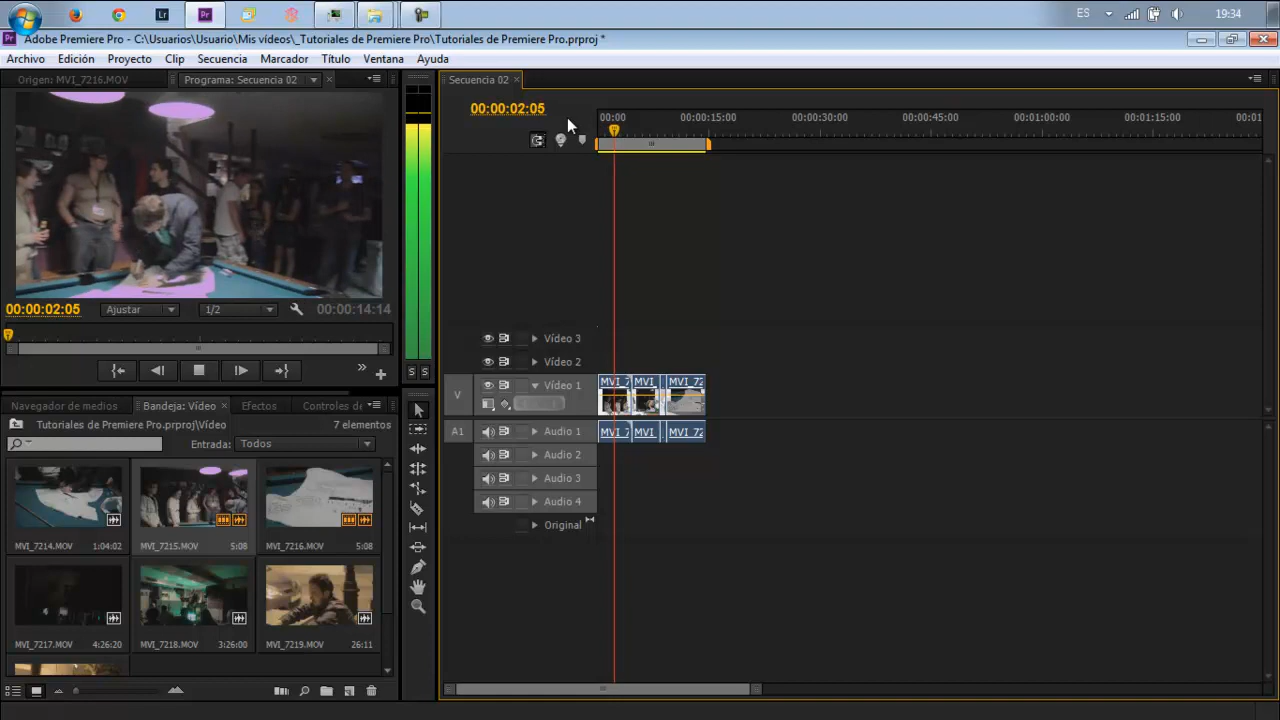 ES 19:34
Adobe Premiere Pro - C:\Usuarios\Usuario\Mis vídeos\_Tutoriales de Premiere Pro\Tutoriales de Premiere Pro.prproj *
Archivo Edición Proyecto Clip Secuencia Marcador Título Ventana Ayuda
Origen: MVI_7216.MOV Programa: Secuencia 02
Secuencia 02
00:00:02:05
00:00 00:00:15:00 00:00:30:00 00:00:45:00 00:01:00:00 00:01:15:00 00:01
00:00:02:05 Ajustar 1/2 00:00:14:14
Vídeo 3
Vídeo 2
V Vídeo 1
MVI_7 MVI_ MVI_72
A1 Audio 1
MVI_7 MVI_ MVI_72
Audio 2
Audio 3
Audio 4
Original
S S
Navegador de medios Bandeja: Vídeo Efectos Controles de
Tutoriales de Premiere Pro.prproj\Vídeo 7 elementos
Entrada: Todos
MVI_7214.MOV 1:04:02 MVI_7215.MOV 5:08 MVI_7216.MOV 5:08
MVI_7217.MOV 4:26:20 MVI_7218.MOV 3:26:00 MVI_7219.MOV 26:11